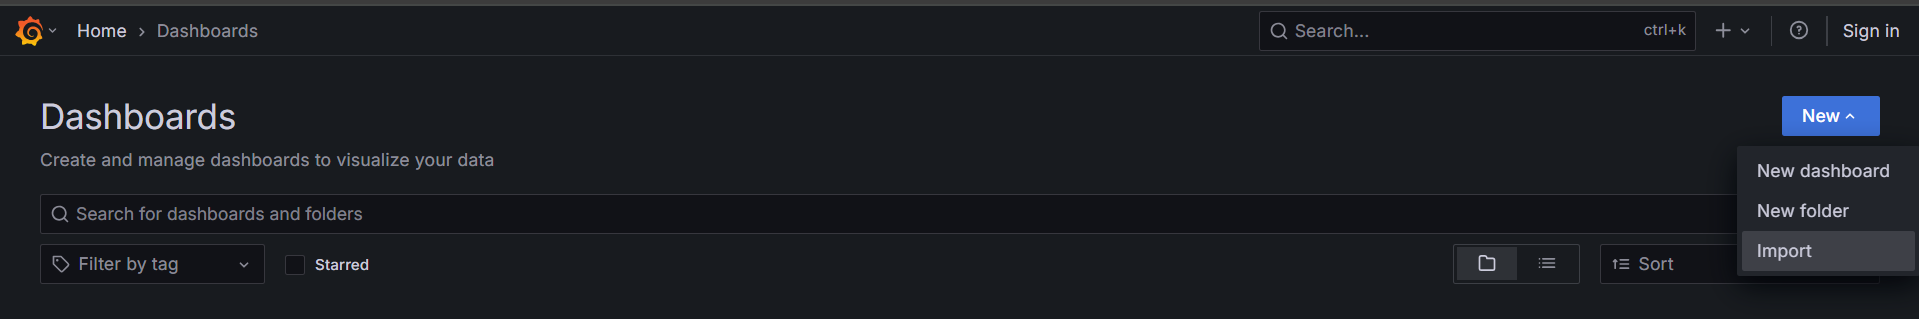 Home › Dashboards Search... ctrl+k Sign in
Dashboards New
Create and manage dashboards to visualize your data
New dashboard
Search for dashboards and folders
New folder
Import
Filter by tag Starred Sort